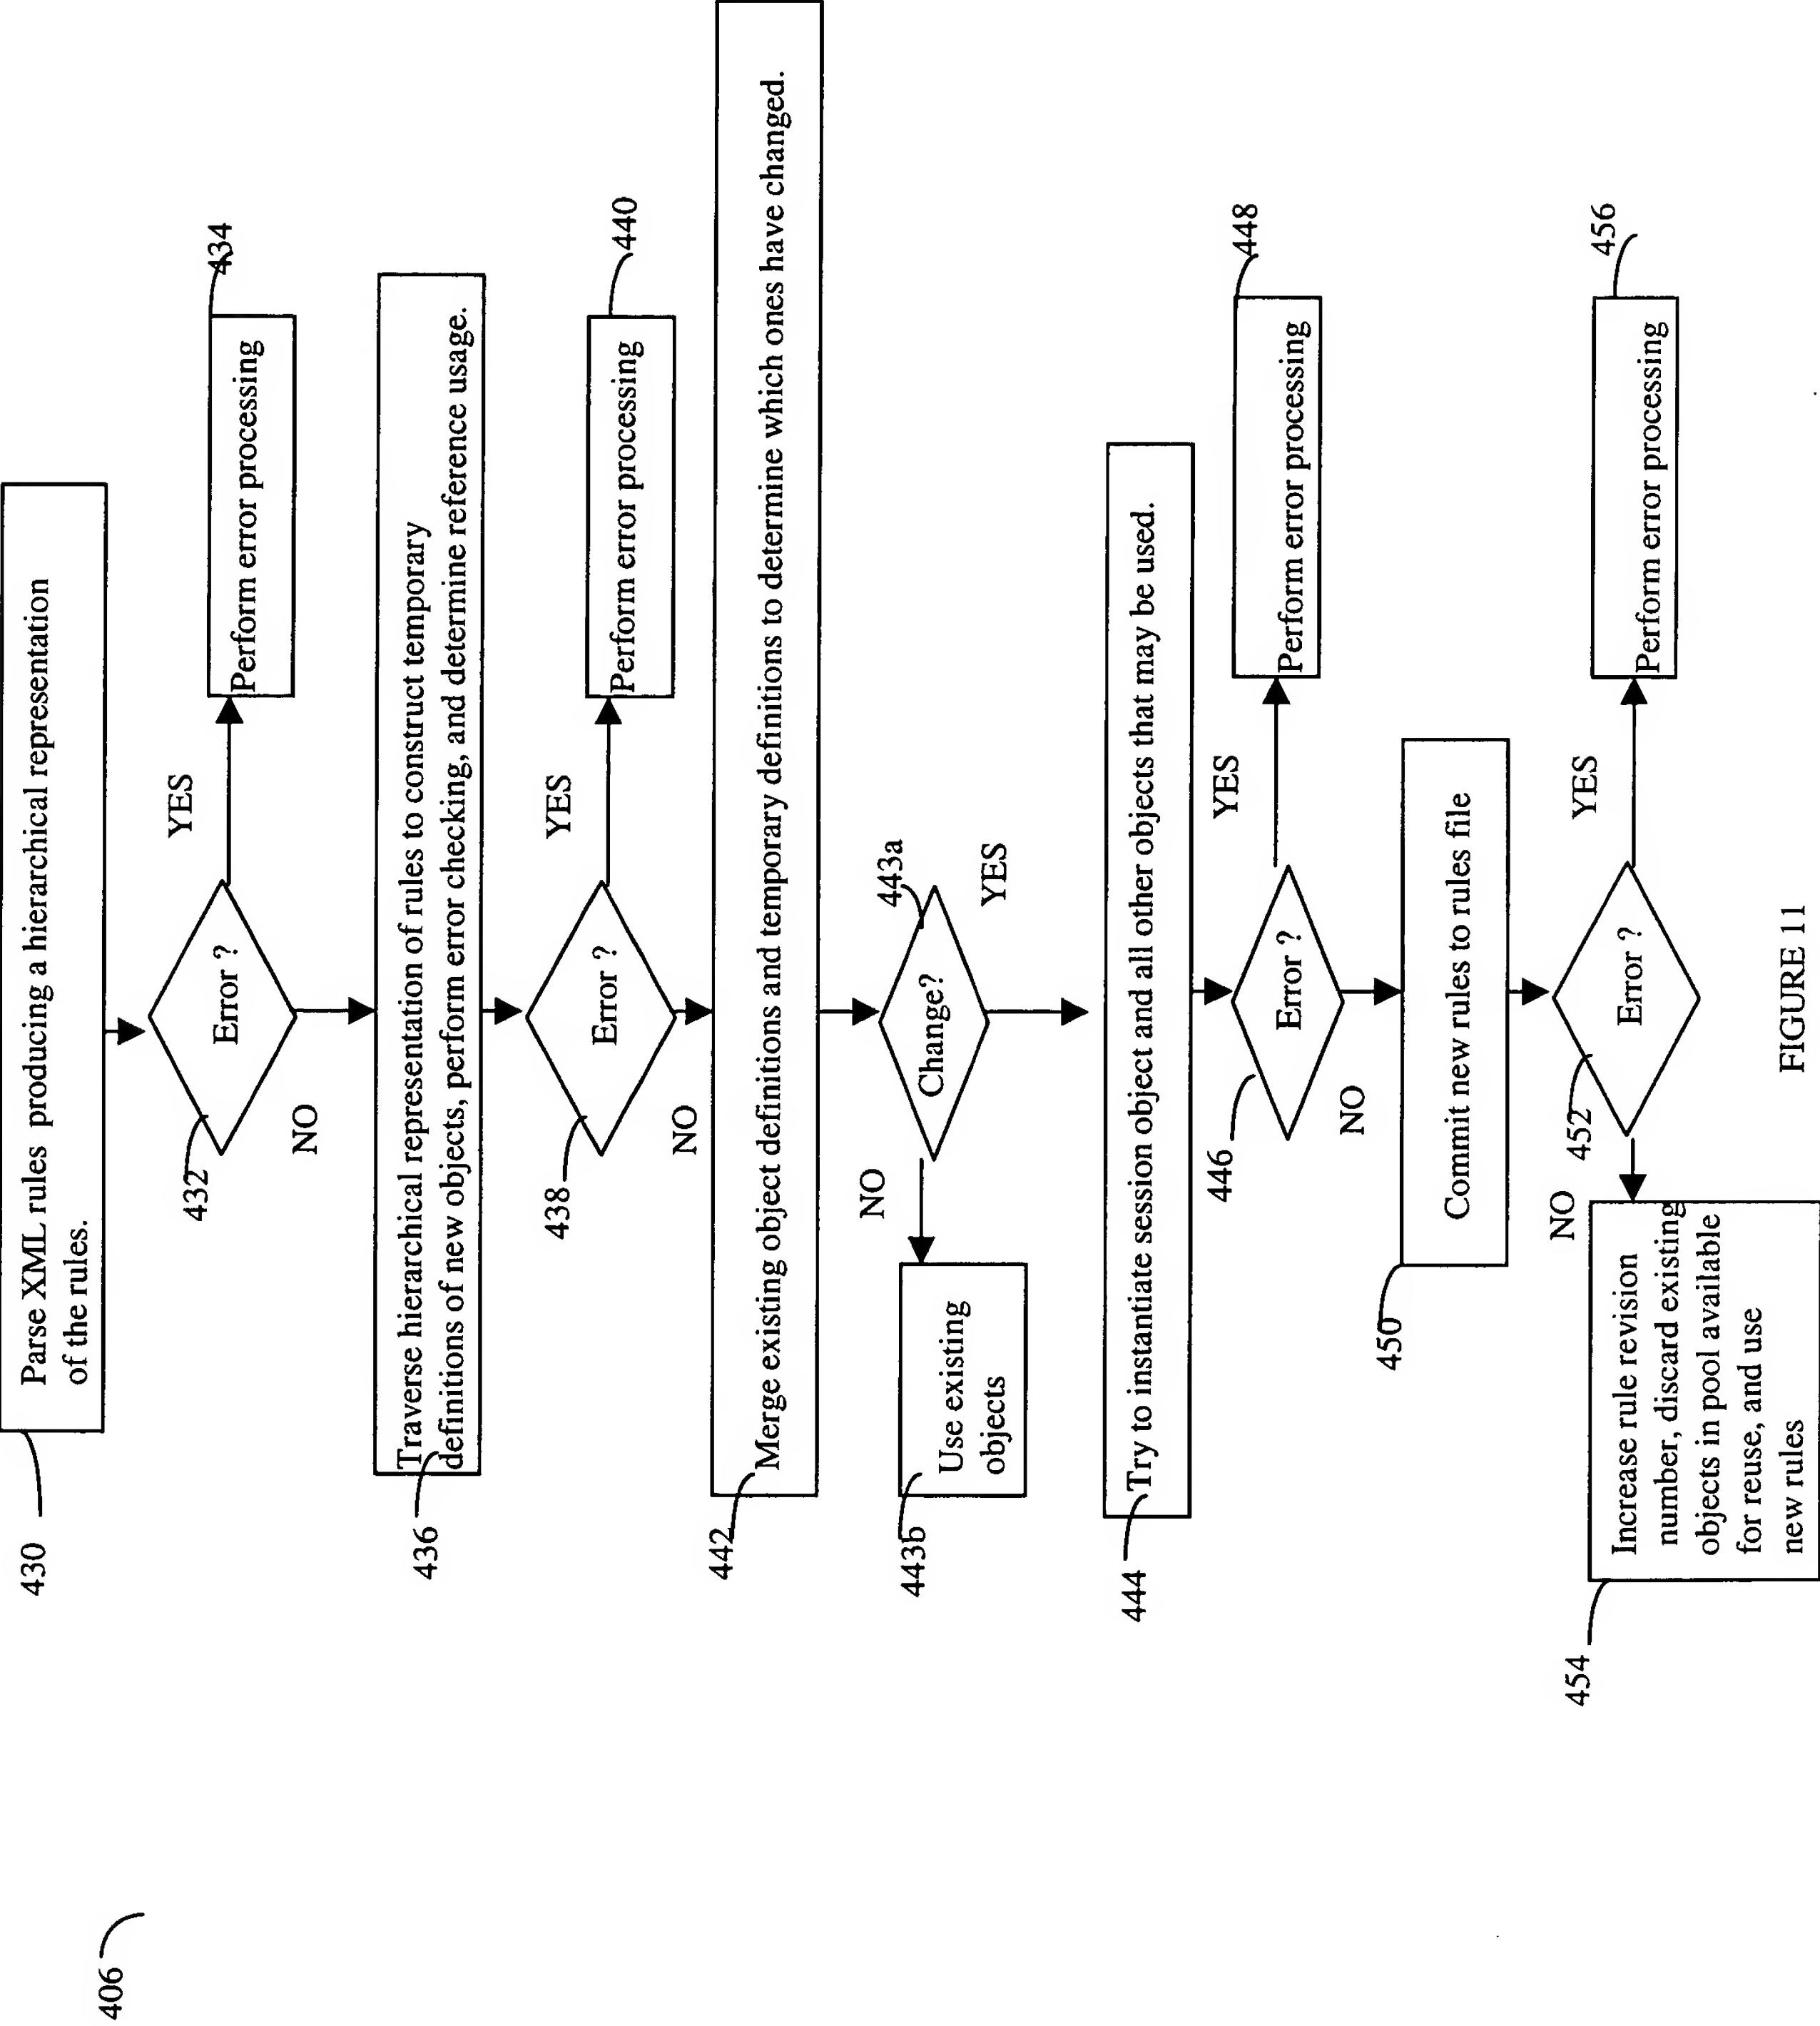 406
430
Parse XML rules producing a hierarchical representation
of the rules.
432
Error ?
YES
434
Perform error processing
NO
436
Traverse hierarchical representation of rules to construct temporary
definitions of new objects, perform error checking, and determine reference usage.
438
Error ?
YES
440
Perform error processing
NO
442
Merge existing object definitions and temporary definitions to determine which ones have changed.
443a
Change?
NO
YES
443b
Use existing
objects
444
Try to instantiate session object and all other objects that may be used.
446
Error ?
YES
448
Perform error processing
NO
450
Commit new rules to rules file
452
Error ?
YES
456
Perform error processing
NO
454
Increase rule revision
number, discard existing
objects in pool available
for reuse, and use
new rules
FIGURE 11